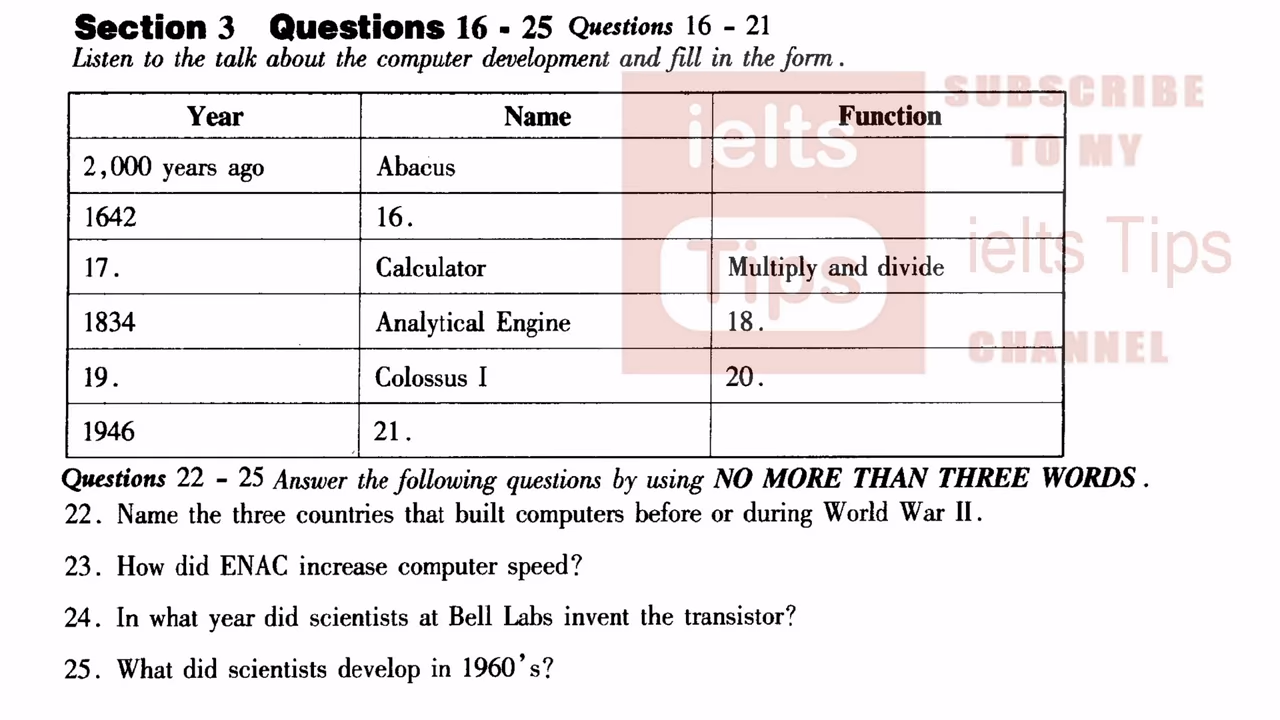 Section 3 Questions 16 - 25 Questions 16 - 21
Listen to the talk about the computer development and fill in the form.
Year Name Function
2,000 years ago Abacus
1642 16.
17. Calculator Multiply and divide
1834 Analytical Engine 18.
19. Colossus I 20.
1946 21.
Questions 22 - 25 Answer the following questions by using NO MORE THAN THREE WORDS.
22. Name the three countries that built computers before or during World War II.
23. How did ENAC increase computer speed?
24. In what year did scientists at Bell Labs invent the transistor?
25. What did scientists develop in 1960's?
ielts
Tips
SUBSCRIBE
TO MY
ielts Tips
CHANNEL